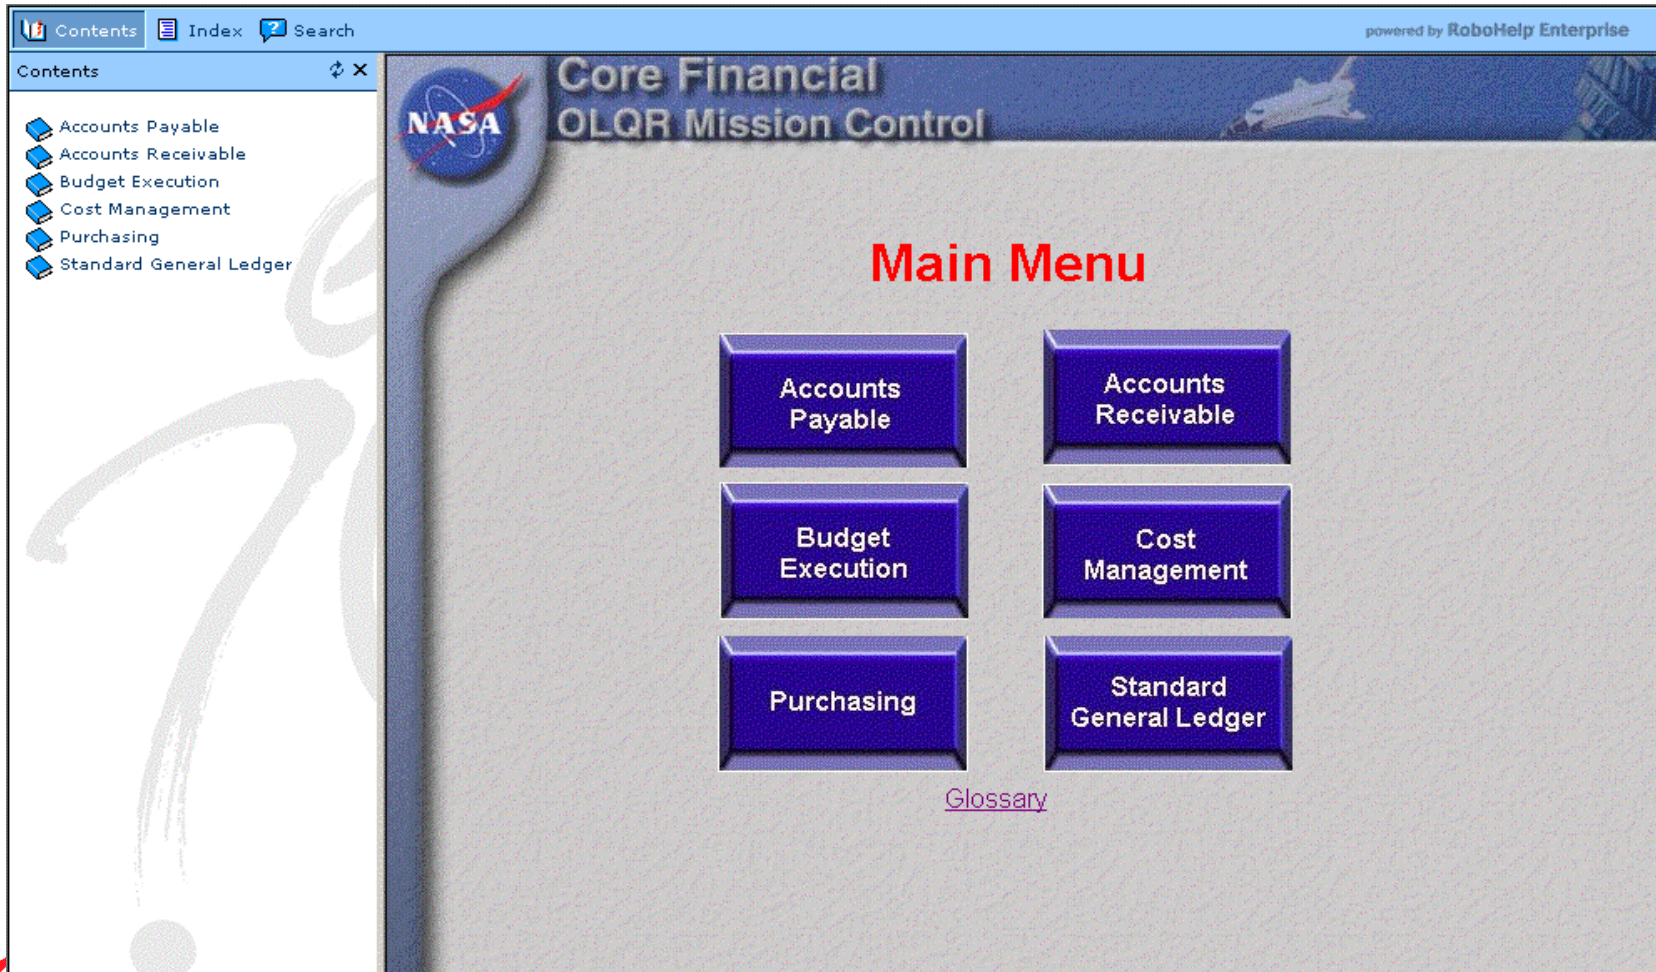 Contents Index Search powered by RoboHelp Enterprise
Contents
Accounts Payable
Accounts Receivable
Budget Execution
Cost Management
Purchasing
Standard General Ledger
NASA
Core Financial
OLQR Mission Control
Main Menu
Accounts
Payable
Accounts
Receivable
Budget
Execution
Cost
Management
Purchasing
Standard
General Ledger
Glossary